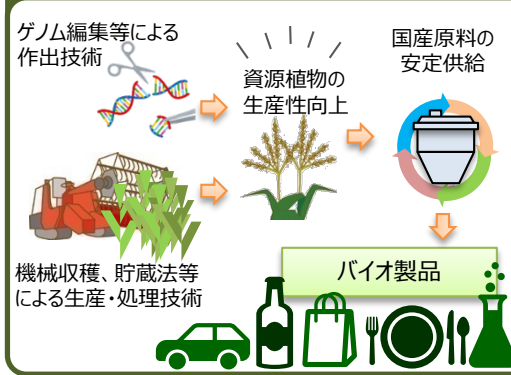 ゲノム編集等による
作出技術
資源植物の
生産性向上
国産原料の
安定供給
機械収穫、貯蔵法等
による生産・処理技術
バイオ製品